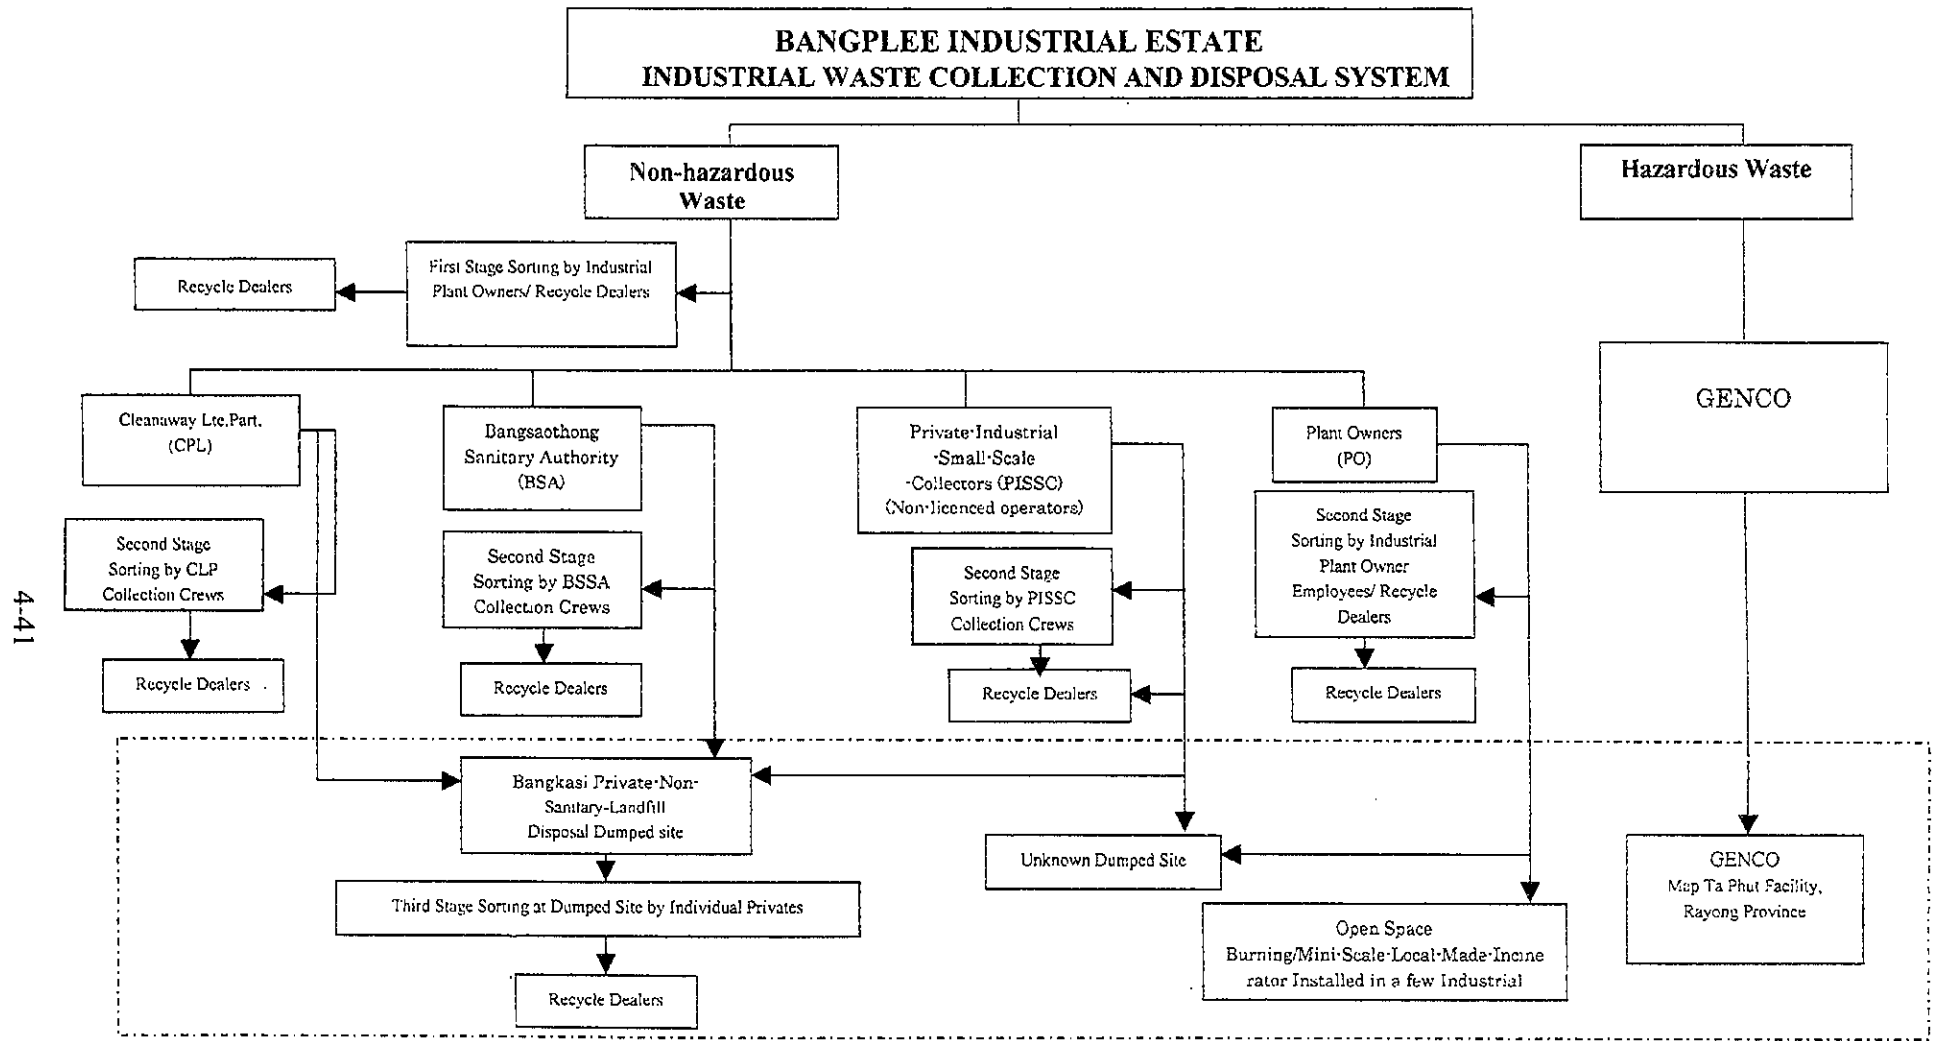 BANGPLEE INDUSTRIAL ESTATE
INDUSTRIAL WASTE COLLECTION AND DISPOSAL SYSTEM
Non-hazardous
Waste
Hazardous Waste
Recycle Dealers
First Stage Sorting by Industrial
Plant Owners/ Recycle Dealers
GENCO
Cleanaway Lte.Part.
(CPL)
Bangsaothong
Sanitary Authority
(BSA)
Private-Industrial
-Small-Scale
-Collectors (PISSC)
(Non-licenced operators)
Plant Owners
(PO)
Second Stage
Sorting by CLP
Collection Crews
Second Stage
Sorting by BSSA
Collection Crews
Second Stage
Sorting by PISSC
Collection Crews
Second Stage
Sorting by Industrial
Plant Owner
Employees/ Recycle
Dealers
Recycle Dealers
Recycle Dealers
Recycle Dealers
Recycle Dealers
Bangkasi Private-Non-
Sanitary-Landfill
Disposal Dumped site
Unknown Dumped Site
GENCO
Map Ta Phut Facility,
Rayong Province
Third Stage Sorting at Dumped Site by Individual Privates
Open Space
Burning/Mini-Scale-Local-Made-Incine
rator Installed in a few Industrial
Recycle Dealers
4-41